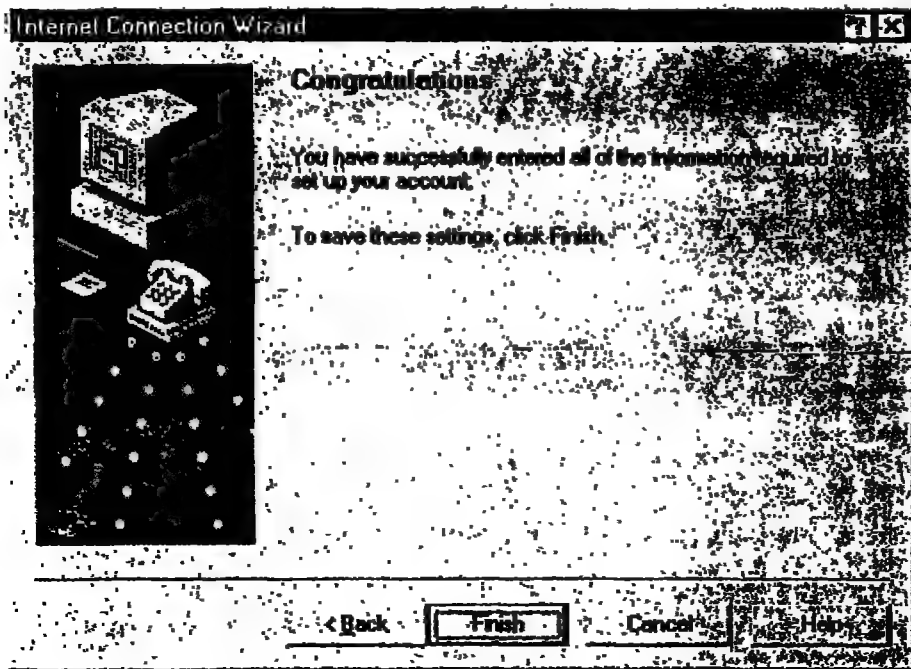 Internet Connection Wizard
Congratulations
You have successfully entered all of the information required to
set up your account.
To save these settings, click Finish.
< Back
Finish
Cancel
Help